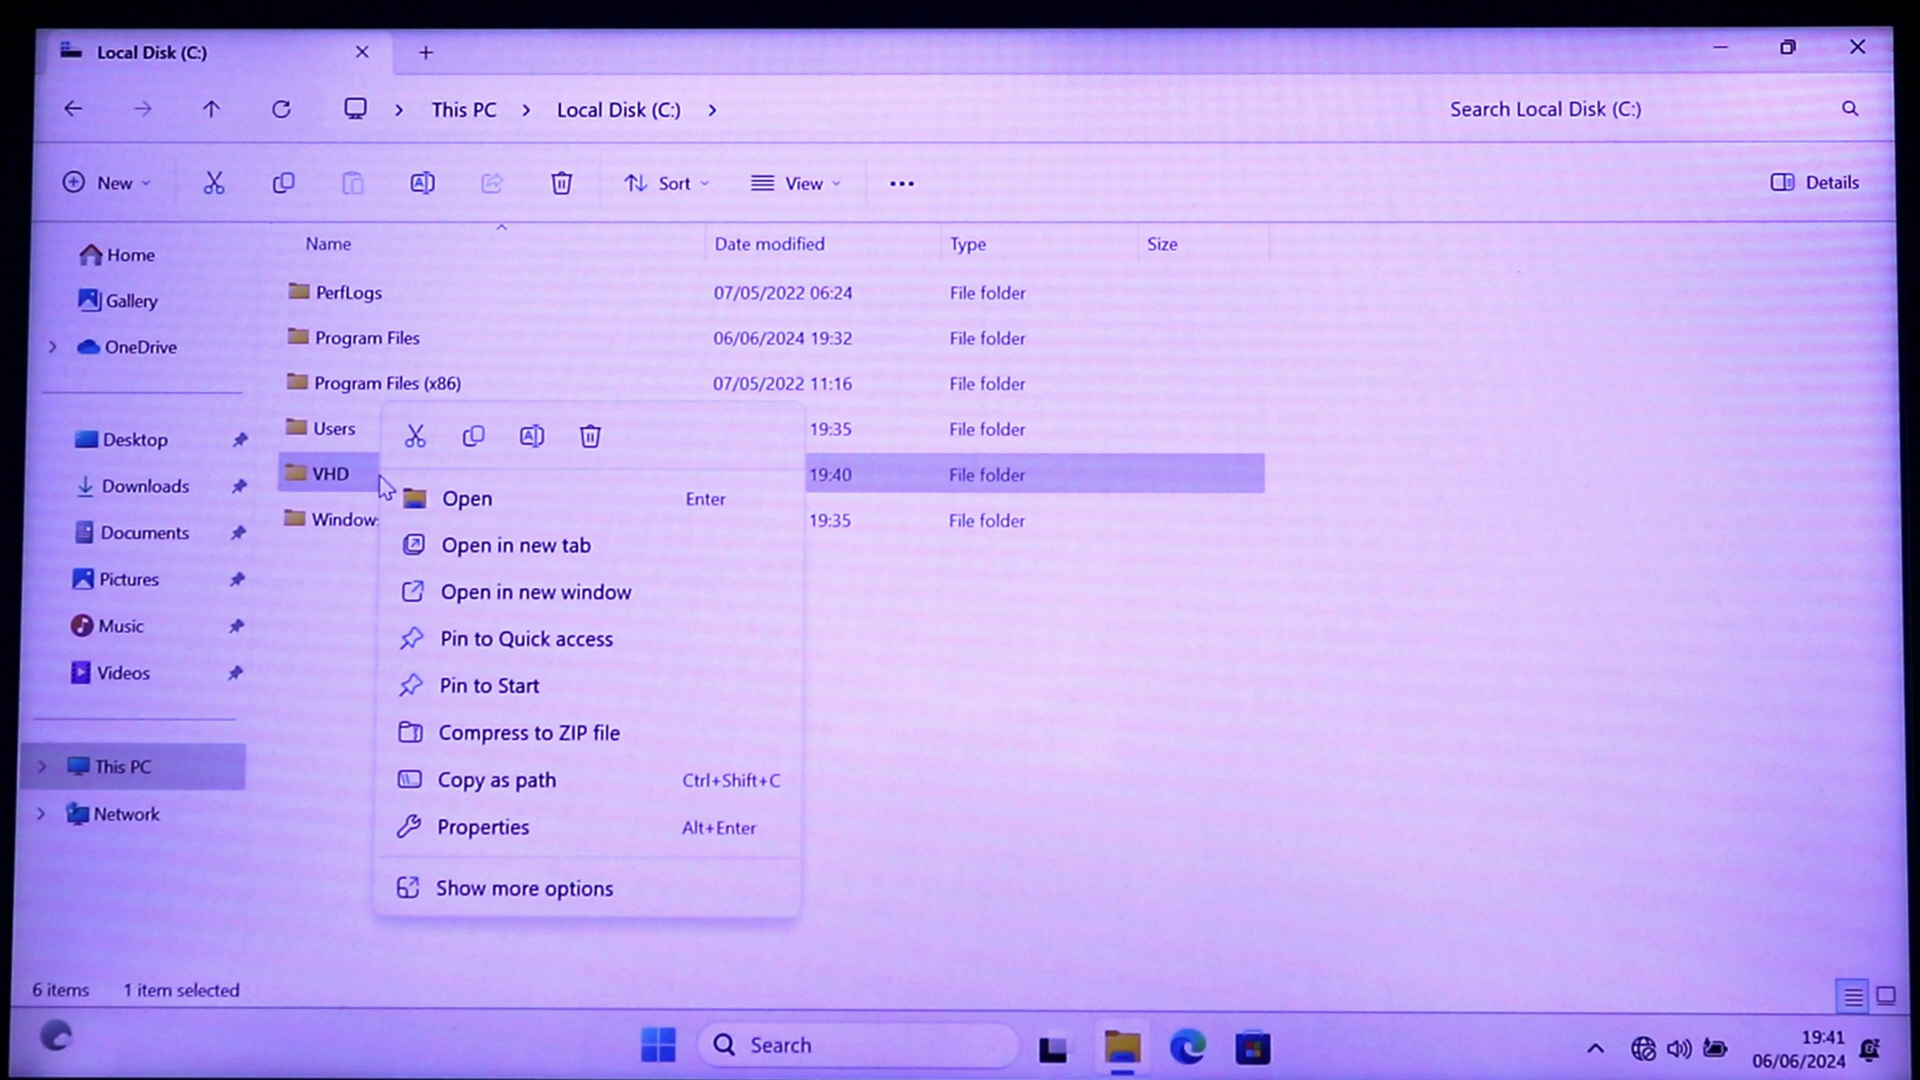 Local Disk (C:)
This PC > Local Disk (C:) >
Search Local Disk (C:)
New
Sort
View
Details
Name
Date modified
Type
Size
Home
Gallery
OneDrive
Desktop
Downloads
Documents
Pictures
Music
Videos
This PC
Network
PerfLogs 07/05/2022 06:24 File folder
Program Files 06/06/2024 19:32 File folder
Program Files (x86) 07/05/2022 11:16 File folder
Users 19:35 File folder
VHD 19:40 File folder
Window 19:35 File folder
Open Enter
Open in new tab
Open in new window
Pin to Quick access
Pin to Start
Compress to ZIP file
Copy as path Ctrl+Shift+C
Properties Alt+Enter
Show more options
6 items 1 item selected
Search
19:41
06/06/2024